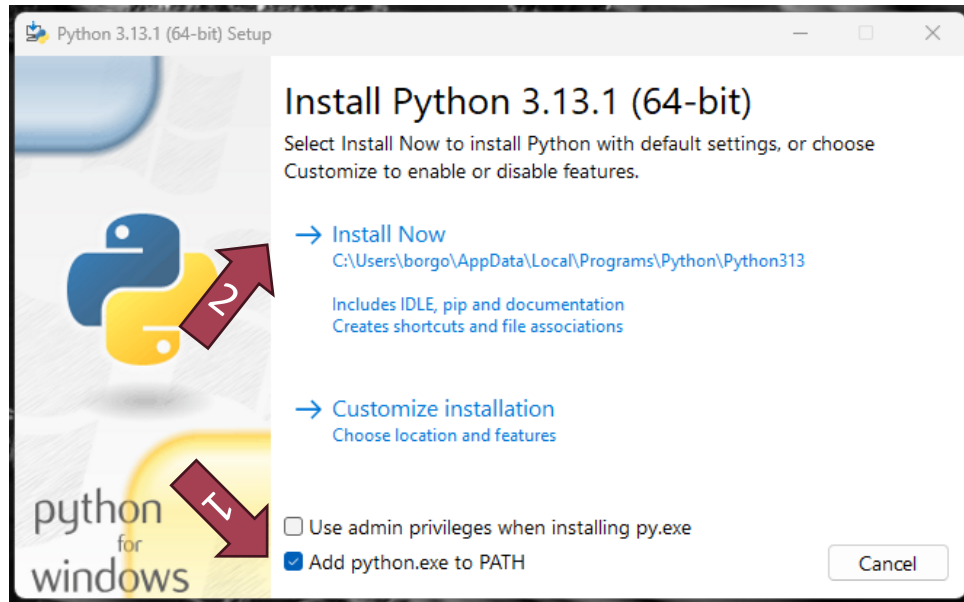 Python 3.13.1 (64-bit) Setup
Install Python 3.13.1 (64-bit)
Select Install Now to install Python with default settings, or choose
Customize to enable or disable features.
Install Now
C:\Users\borgo\AppData\Local\Programs\Python\Python313
Includes IDLE, pip and documentation
Creates shortcuts and file associations
2
Customize installation
Choose location and features
1
python
for
windows
Use admin privileges when installing py.exe
Add python.exe to PATH
Cancel